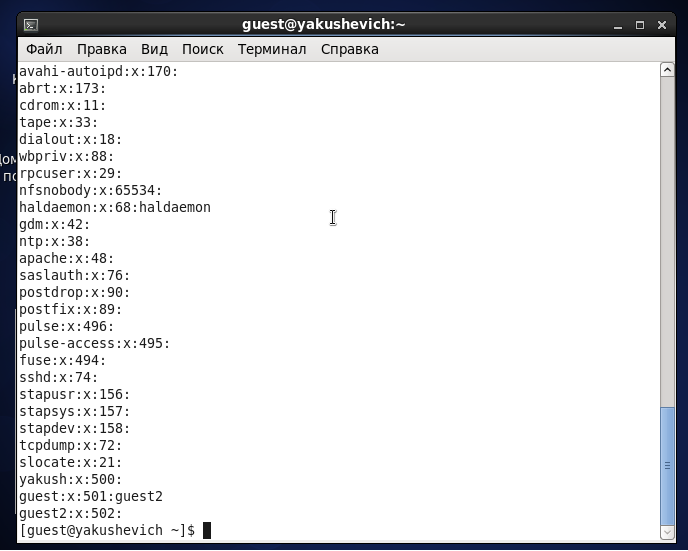 guest@yakushevich:~
Файл Правка Вид Поиск Терминал Справка
avahi-autoipd:x:170:
abrt:x:173:
cdrom:x:11:
tape:x:33:
dialout:x:18:
wbpriv:x:88:
rpcuser:x:29:
nfsnobody:x:65534:
haldaemon:x:68:haldaemon
gdm:x:42:
ntp:x:38:
apache:x:48:
saslauth:x:76:
postdrop:x:90:
postfix:x:89:
pulse:x:496:
pulse-access:x:495:
fuse:x:494:
sshd:x:74:
stapusr:x:156:
stapsys:x:157:
stapdev:x:158:
tcpdump:x:72:
slocate:x:21:
yakush:x:500:
guest:x:501:guest2
guest2:x:502:
[guest@yakushevich ~]$